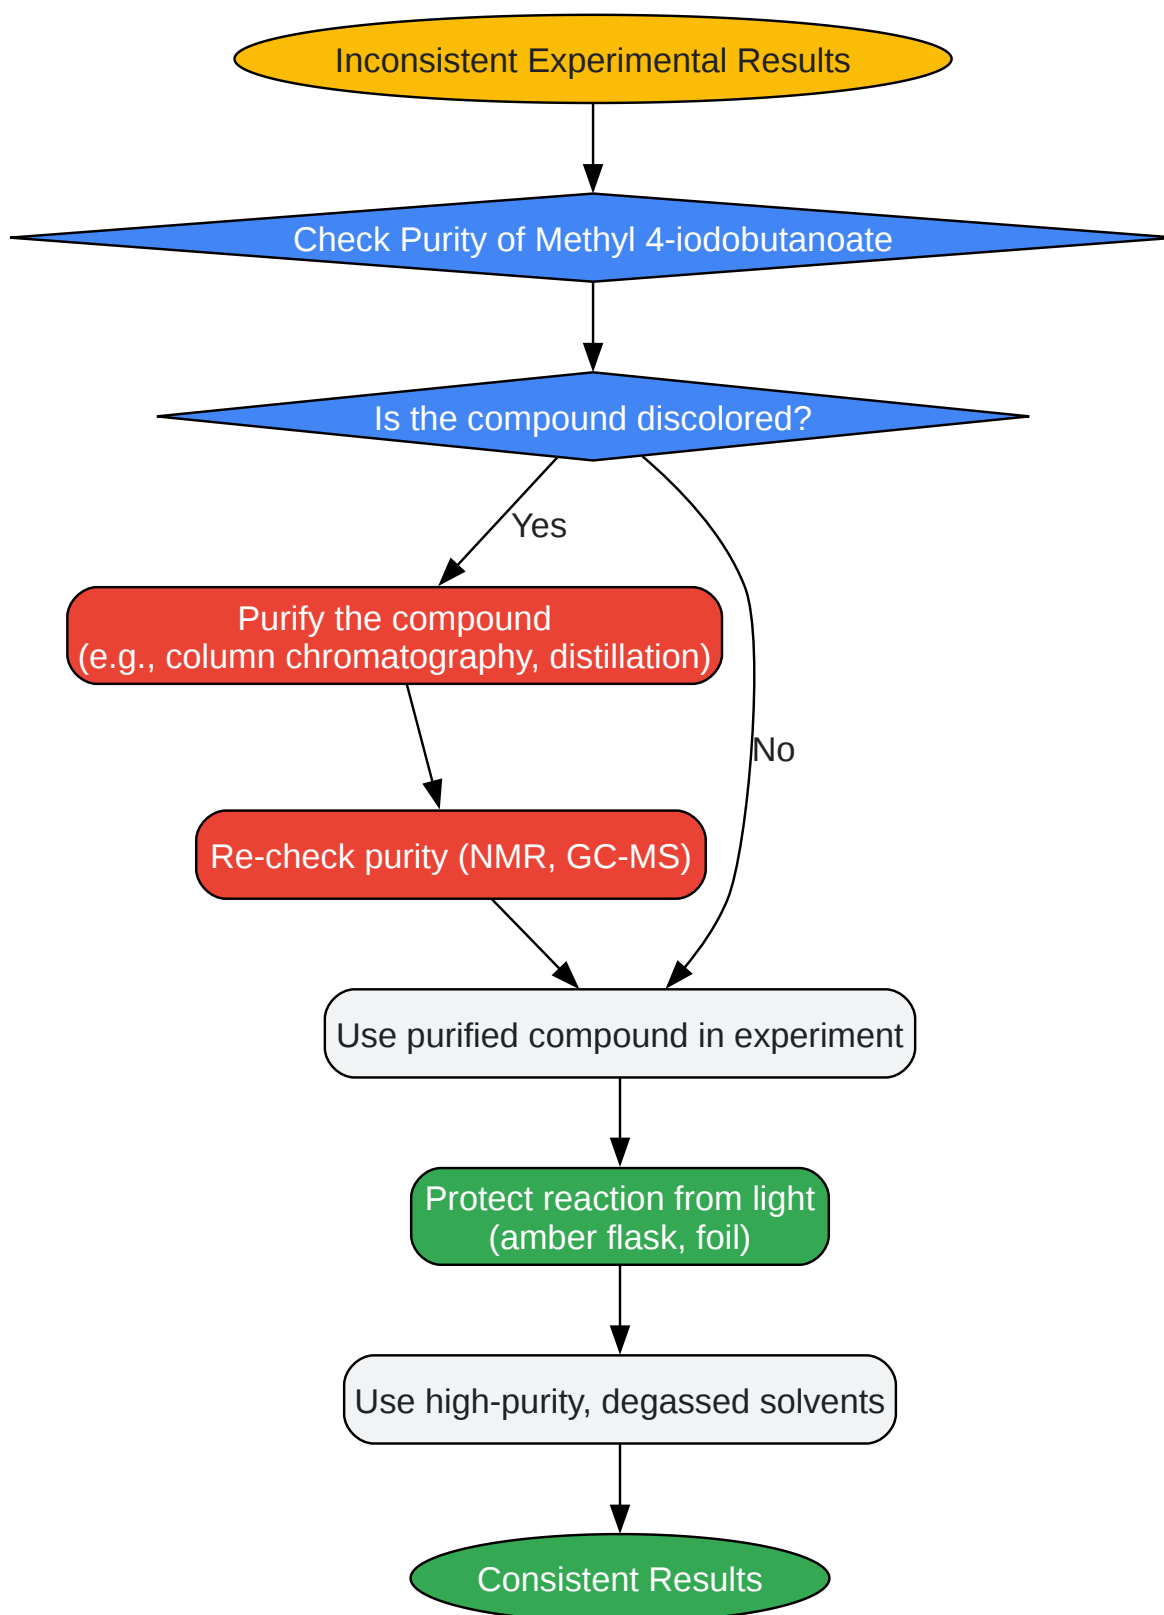 Inconsistent Experimental Results
Check Purity of Methyl 4-iodobutanoate
Is the compound discolored?
Yes
Purify the compound
(e.g., column chromatography, distillation)
No
Re-check purity (NMR, GC-MS)
Use purified compound in experiment
Protect reaction from light
(amber flask, foil)
Use high-purity, degassed solvents
Consistent Results